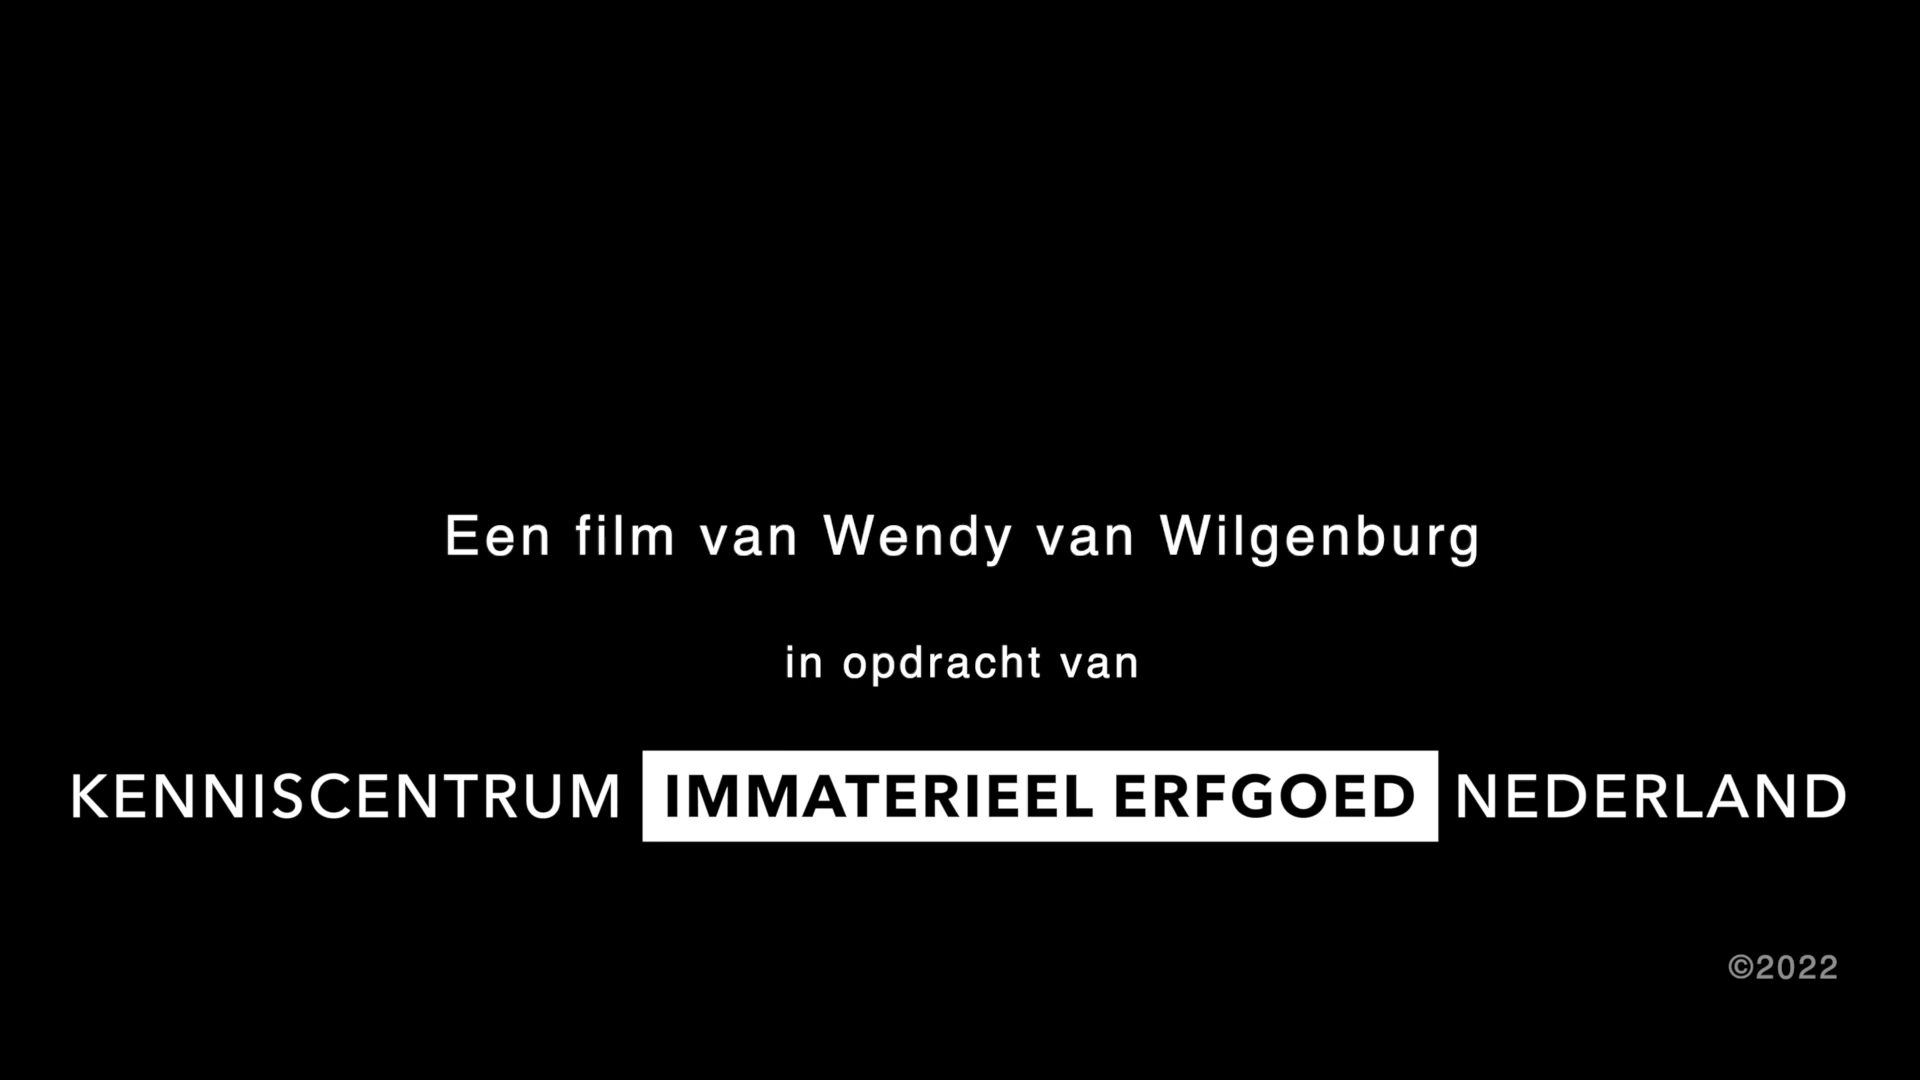 Een film van Wendy van Wilgenburg
in opdracht van
KENNISCENTRUM IMMATERIEEL ERFGOED NEDERLAND
©2022